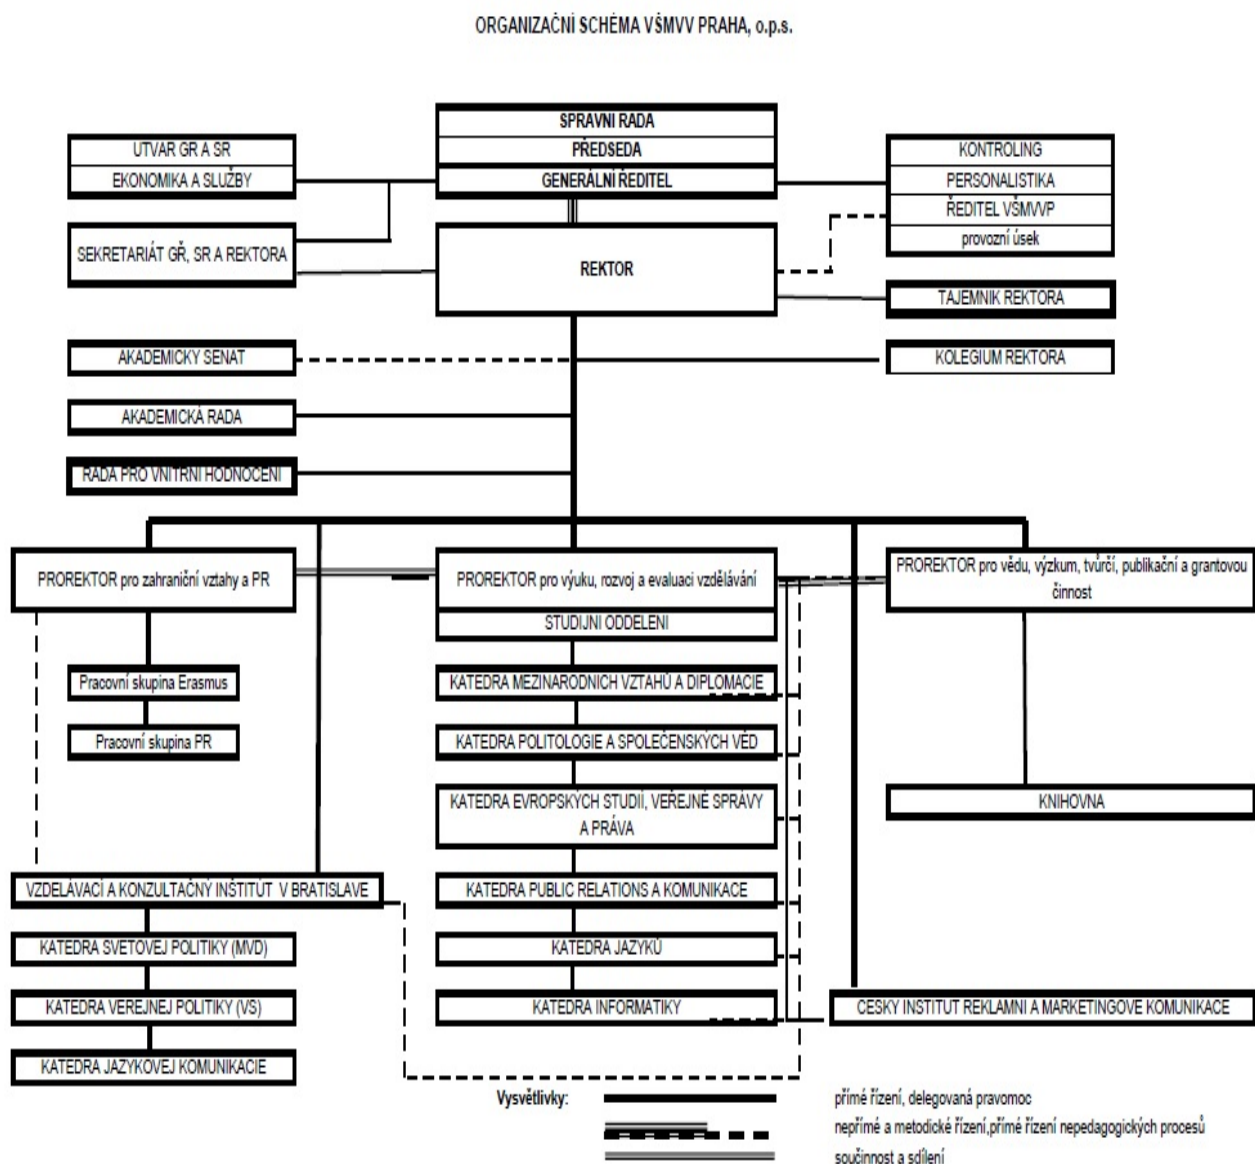 ORGANIZAČNÍ SCHÉMA VŠMVV PRAHA, o.p.s.
SPRÁVNÍ RADA
PŘEDSEDA
GENERÁLNÍ ŘEDITEL
UTVAR GR A SR
EKONOMIKA A SLUŽBY
KONTROLING
PERSONALISTIKA
ŘEDITEL VŠMVVP
provozní úsek
SEKRETARIÁT GŘ, SR A REKTORA
REKTOR
TAJEMNIK REKTORA
AKADEMICKY SENAT
KOLEGIUM REKTORA
AKADEMICKÁ RADA
RADA PRO VNITRNI HODNOCENI
PROREKTOR pro zahraniční vztahy a PR
PROREKTOR pro výuku, rozvoj a evaluaci vzdělávání
PROREKTOR pro vědu, výzkum, tvůrčí, publikační a grantovou
činnost
STUDIJNI ODDELENI
Pracovní skupina Erasmus
KATEDRA MEZINARODNICH VZTAHŮ A DIPLOMACIE
Pracovní skupina PR
KATEDRA POLITOLOGIE A SPOLEČENSKÝCH VĚD
KATEDRA EVROPSKÝCH STUDIÍ, VEŘEJNÉ SPRÁVY
A PRÁVA
KNIHOVNA
VZDELÁVACÍ A KONZULTAČNÝ INŠTITÚT V BRATISLAVE
KATEDRA PUBLIC RELATIONS A KOMUNIKACE
KATEDRA SVETOVEJ POLITIKY (MVD)
KATEDRA JAZYKŮ
KATEDRA VEREJNEJ POLITIKY (VS)
KATEDRA INFORMATIKY
CESKY INSTITUT REKLAMNI A MARKETINGOVE KOMUNIKACE
KATEDRA JAZYKOVEJ KOMUNIKÁCIE
Vysvětlivky:
přímé řízení, delegovaná pravomoc
nepřímé a metodické řízení,přímé řízení nepedagogických procesů
součinnost a sdílení